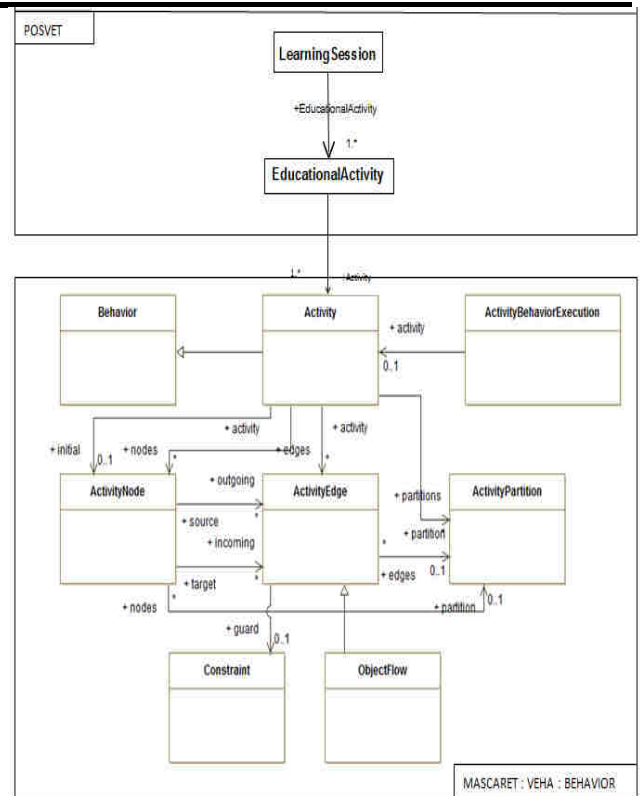 POSVET
LearningSession
+EducationalActivity
1.*
EducationalActivity
1.*
Activity
Behavior
Activity
ActivityBehaviorExecution
+ activity
0..1
+ activity
+ activity
+ initial
0..1
+ nodes
*
+ edges
*
ActivityNode
+ outgoing
ActivityEdge
ActivityPartition
+ partitions
+ source
*
+ partition
*
+ incoming
*
+ target
*
+ edges
0..1
*
+ nodes
+ partition
0..1
+ guard
0..1
Constraint
ObjectFlow
MASCARET : VEHA : BEHAVIOR